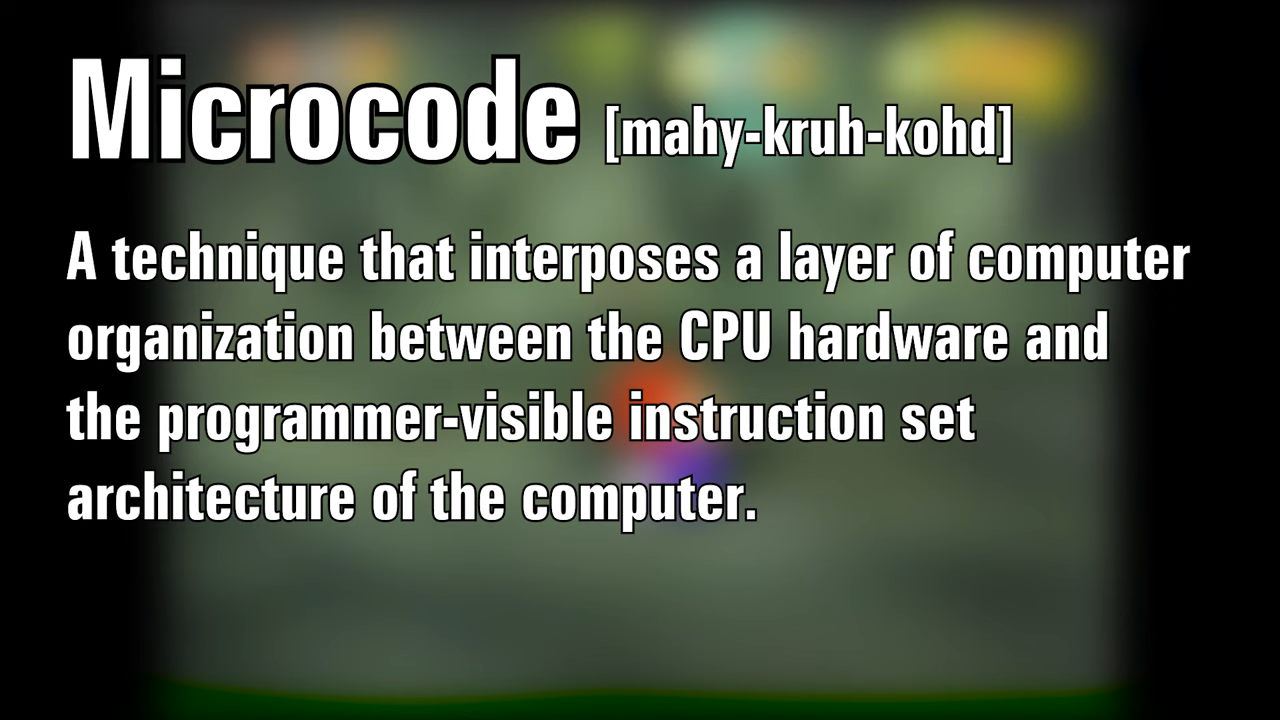 Microcode [mahy-kruh-kohd]
A technique that interposes a layer of computer
organization between the CPU hardware and
the programmer-visible instruction set
architecture of the computer.